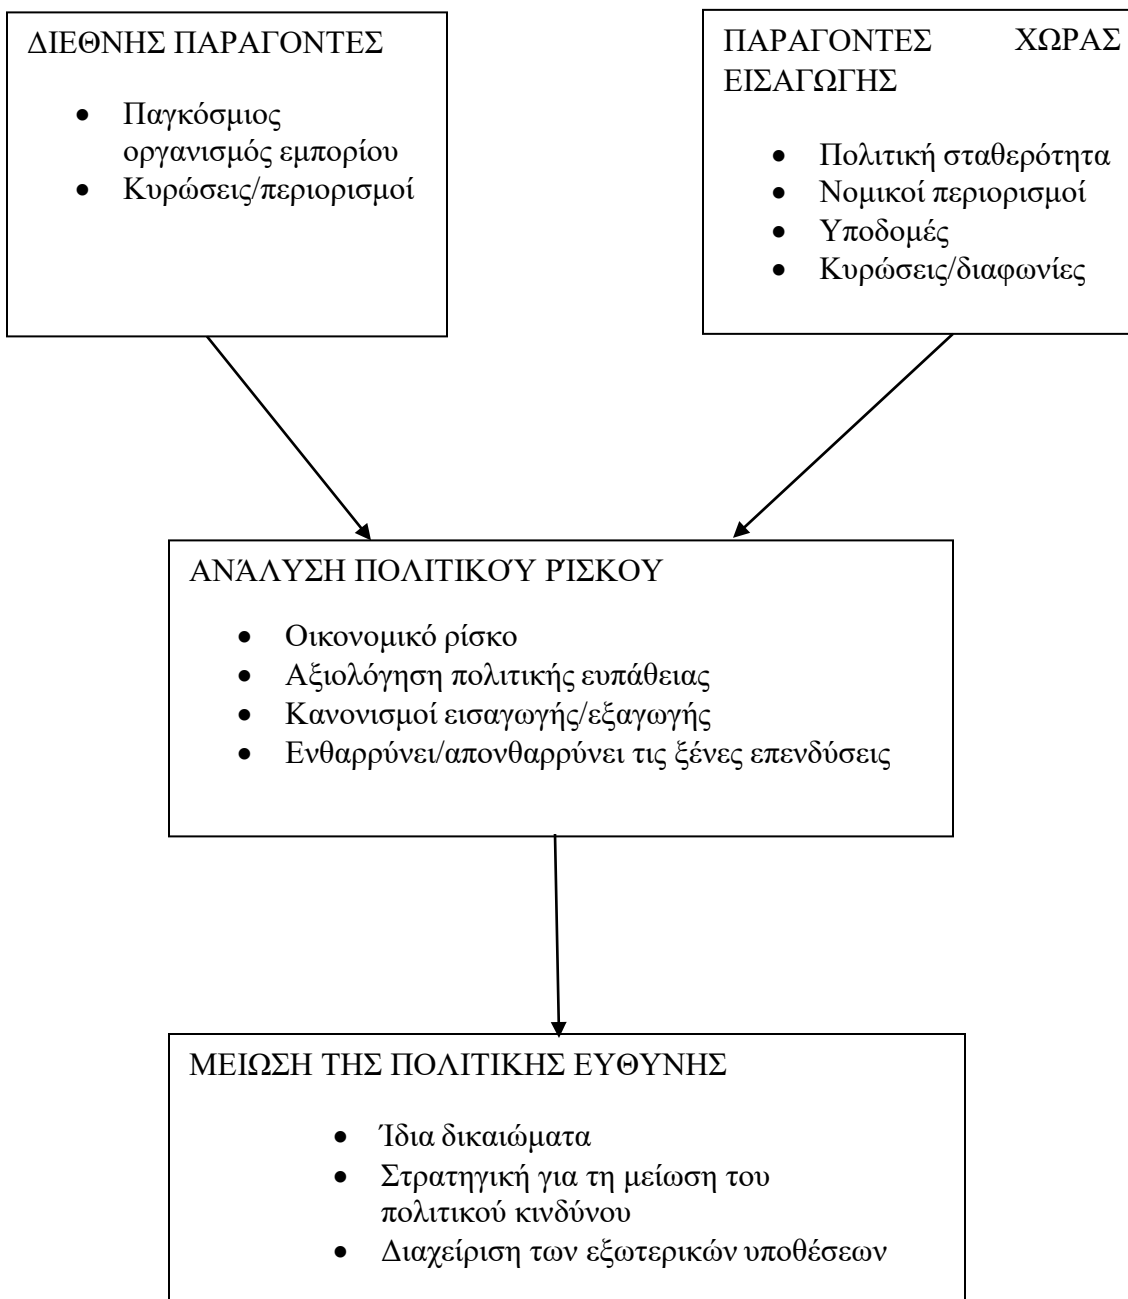 ΔΙΕΘΝΗΣ ΠΑΡΑΓΟΝΤΕΣ
• Παγκόσμιος
οργανισμός εμπορίου
• Κυρώσεις/περιορισμοί
ΠΑΡΑΓΟΝΤΕΣ ΧΩΡΑΣ
ΕΙΣΑΓΩΓΗΣ
• Πολιτική σταθερότητα
• Νομικοί περιορισμοί
• Υποδομές
• Κυρώσεις/διαφωνίες
ΑΝΆΛΥΣΗ ΠΟΛΙΤΙΚΟΎ ΡΊΣΚΟΥ
• Οικονομικό ρίσκο
• Αξιολόγηση πολιτικής ευπάθειας
• Κανονισμοί εισαγωγής/εξαγωγής
• Ενθαρρύνει/απονθαρρύνει τις ξένες επενδύσεις
ΜΕΙΩΣΗ ΤΗΣ ΠΟΛΙΤΙΚΗΣ ΕΥΘΥΝΗΣ
• Ίδια δικαιώματα
• Στρατηγική για τη μείωση του
πολιτικού κινδύνου
• Διαχείριση των εξωτερικών υποθέσεων